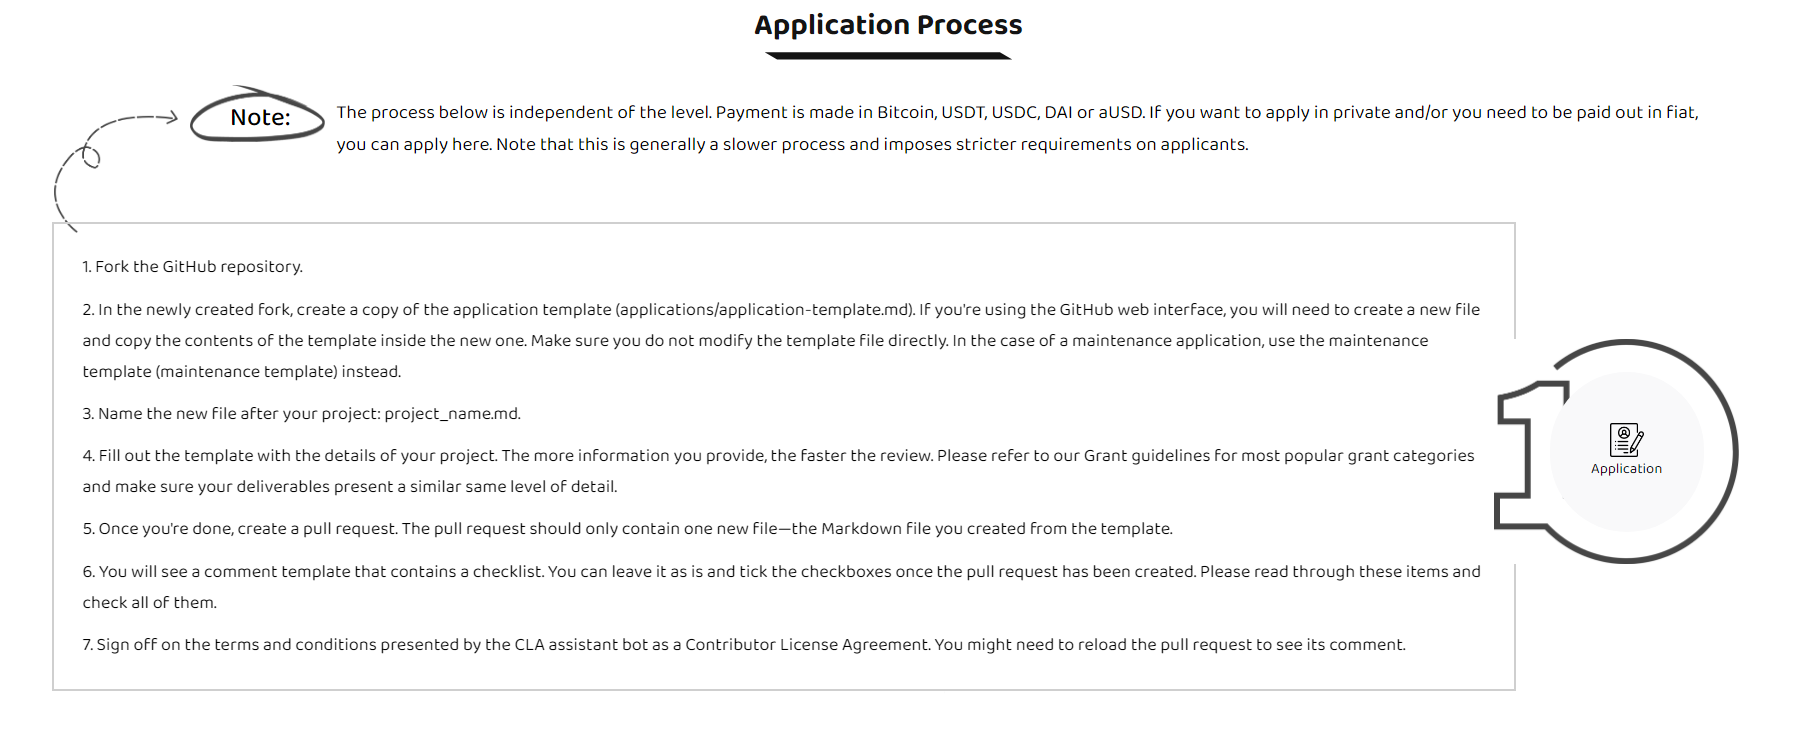 Application Process
Note:
The process below is independent of the level. Payment is made in Bitcoin, USDT, USDC, DAI or aUSD. If you want to apply in private and/or you need to be paid out in fiat,
you can apply here. Note that this is generally a slower process and imposes stricter requirements on applicants.
1. Fork the GitHub repository.
2. In the newly created fork, create a copy of the application template (applications/application-template.md). If you're using the GitHub web interface, you will need to create a new file
and copy the contents of the template inside the new one. Make sure you do not modify the template file directly. In the case of a maintenance application, use the maintenance
template (maintenance template) instead.
3. Name the new file after your project: project_name.md.
4. Fill out the template with the details of your project. The more information you provide, the faster the review. Please refer to our Grant guidelines for most popular grant categories
and make sure your deliverables present a similar same level of detail.
5. Once you're done, create a pull request. The pull request should only contain one new file—the Markdown file you created from the template.
6. You will see a comment template that contains a checklist. You can leave it as is and tick the checkboxes once the pull request has been created. Please read through these items and
check all of them.
7. Sign off on the terms and conditions presented by the CLA assistant bot as a Contributor License Agreement. You might need to reload the pull request to see its comment.
1
Application